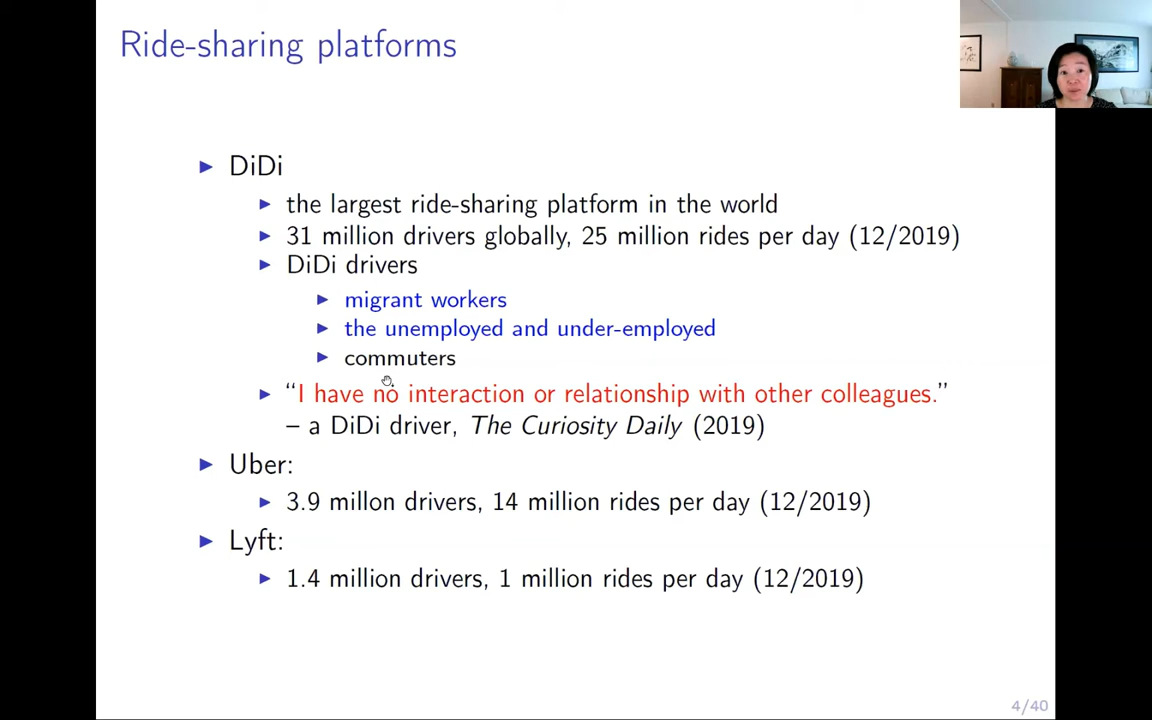 Ride-sharing platforms
DiDi
the largest ride-sharing platform in the world
31 million drivers globally, 25 million rides per day (12/2019)
DiDi drivers
migrant workers
the unemployed and under-employed
commuters
“I have no interaction or relationship with other colleagues.”
– a DiDi driver, The Curiosity Daily (2019)
Uber:
3.9 millon drivers, 14 million rides per day (12/2019)
Lyft:
1.4 million drivers, 1 million rides per day (12/2019)
4/40